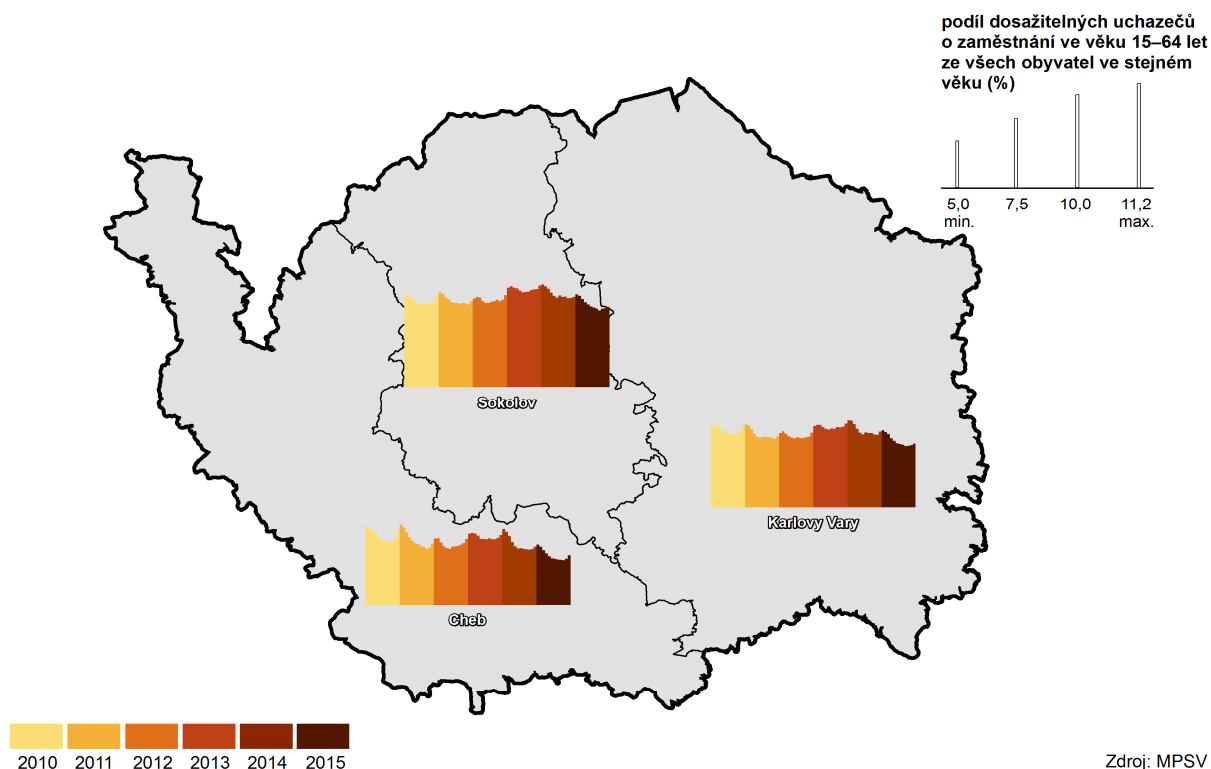 podíl dosažitelných uchazečů
o zaměstnání ve věku 15–64 let
ze všech obyvatel ve stejném
věku (%)
5,0 7,5 10,0 11,2
min. max.
Sokolov
Karlovy Vary
Cheb
2010 2011 2012 2013 2014 2015
Zdroj: MPSV